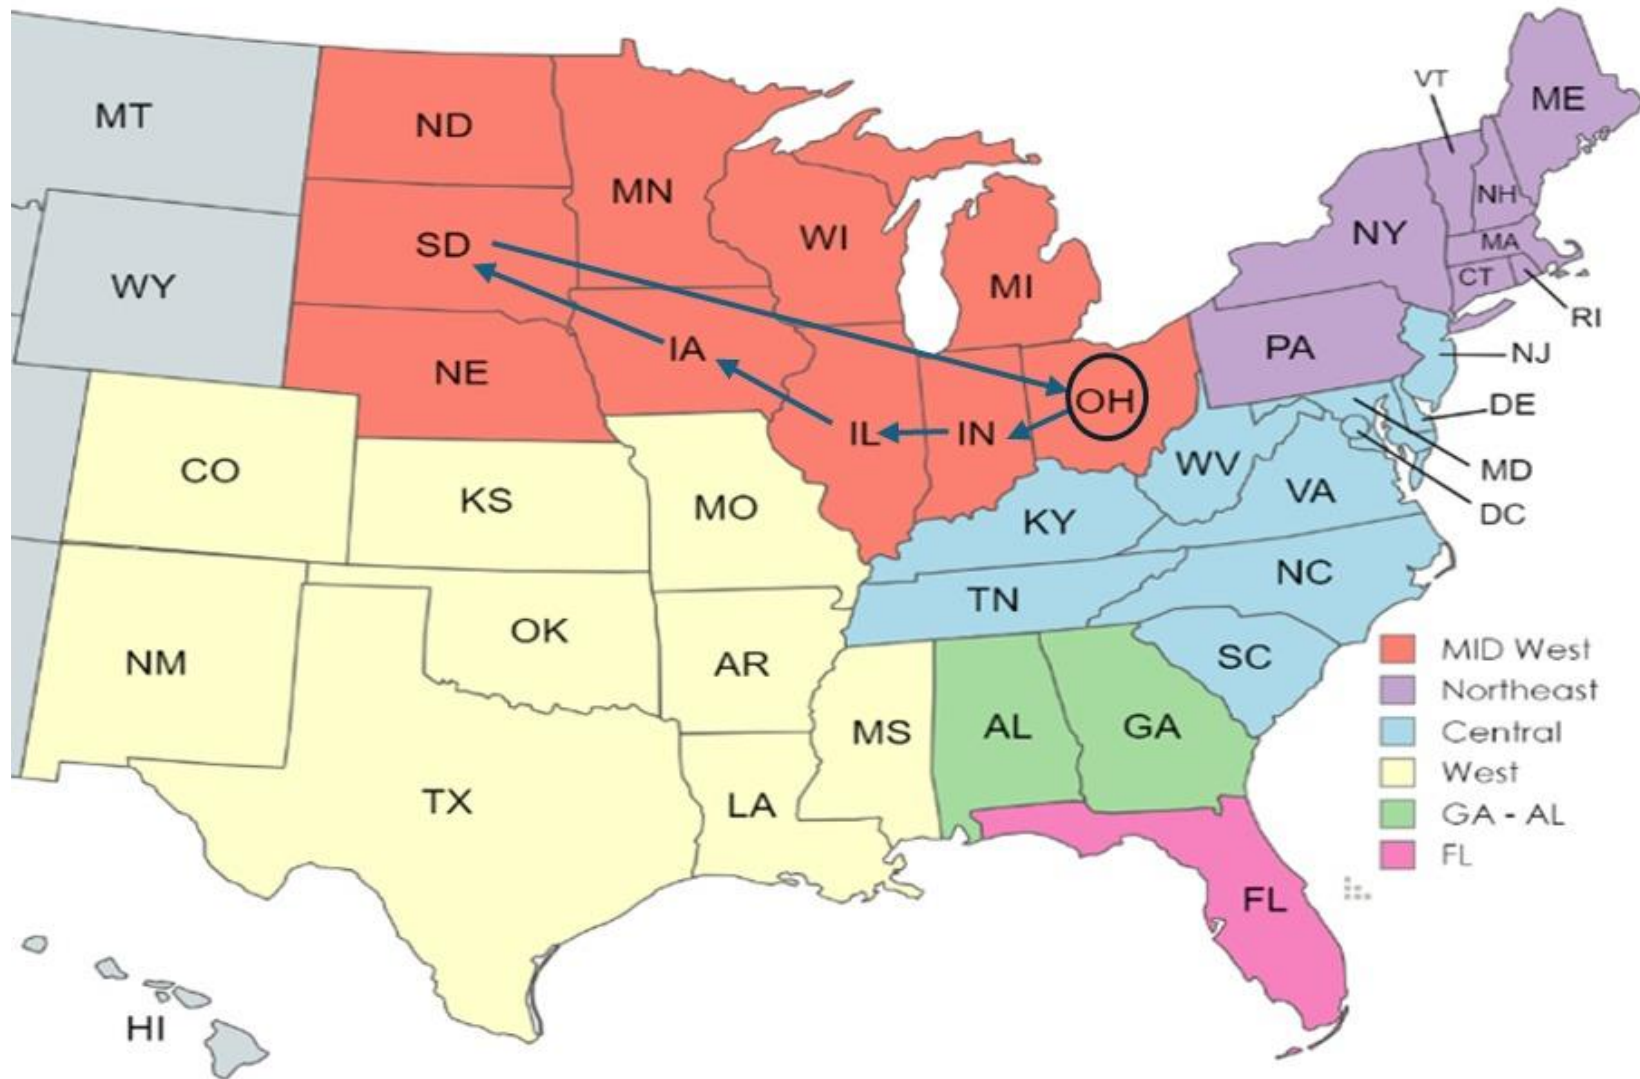 VT
ME
MT
ND
MN
NH
WI
NY
MA
SD
CT
WY
MI
RI
IA
PA
NJ
NE
OH
DE
IL
IN
WV
MD
CO
VA
KS
MO
KY
DC
NC
TN
OK
MID West
NM
AR
SC
Northeast
MS
AL
GA
Central
West
TX
LA
GA - AL
FL
FL
HI